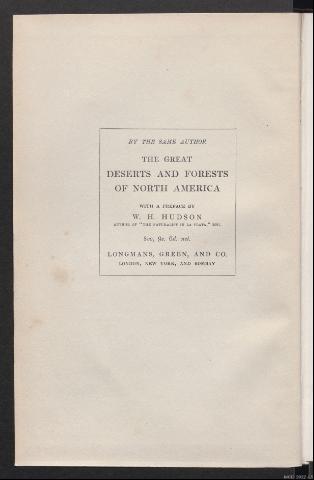 BY THE SAME AUTHOR
THE GREAT
DESERTS AND FORESTS
OF NORTH AMERICA
WITH A PREFACE BY
W. H. HUDSON
AUTHOR OF "THE NATURALIST IN LA PLATA," ETC.
8vo, 9s. 6d. net.
LONGMANS, GREEN, AND CO.
LONDON, NEW YORK, AND BOMBAY